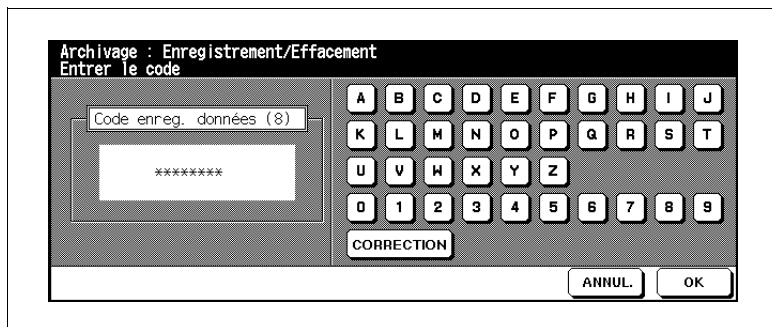 Archivage : Enregistrement/Effacement
Entrer le code
Code enreg. données (8)
********
A B C D E F G H I J
K L M N O P Q R S T
U V W X Y Z
0 1 2 3 4 5 6 7 8 9
CORRECTION
ANNUL. OK